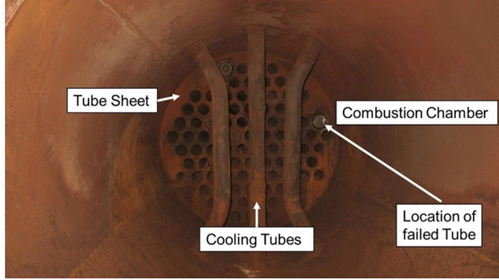 Tube Sheet
Combustion Chamber
Location of
failed Tube
Cooling Tubes